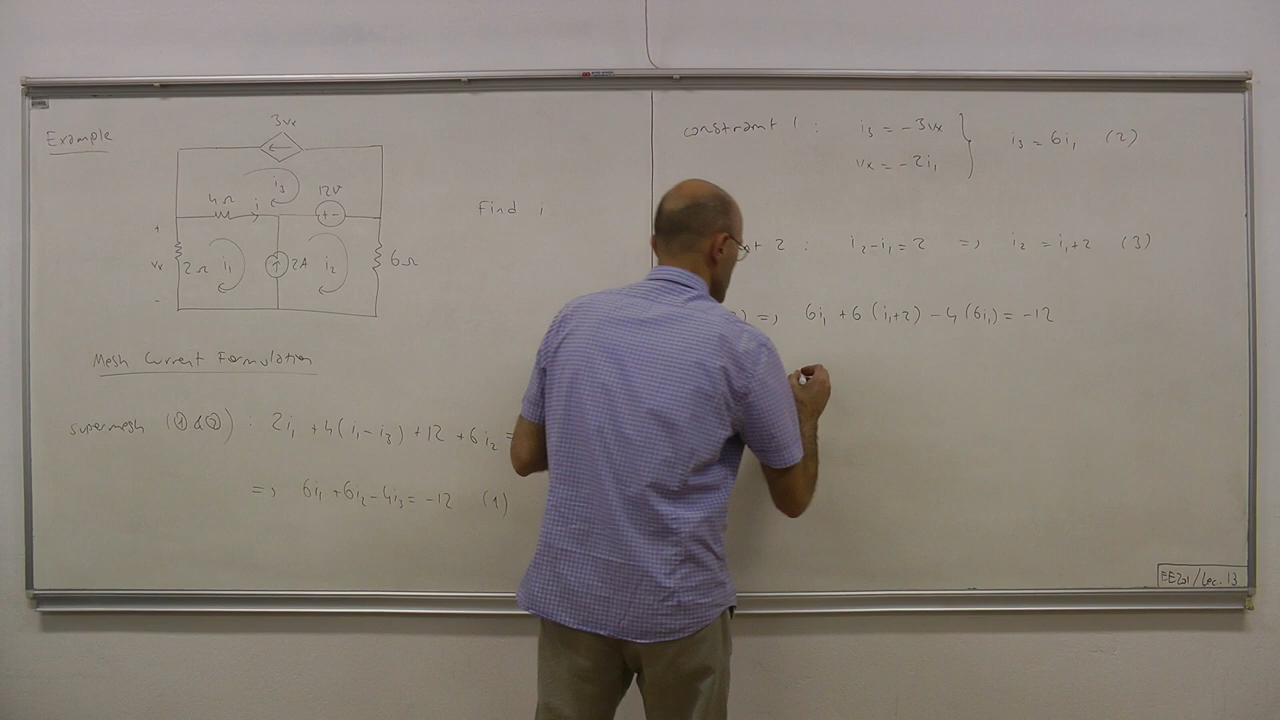 Example
3vx
i3
4Ω i 12V
+ -
Find i
+
vx
-
2Ω i1 2A i2 6Ω
Mesh Current Formulation
supermesh (① & ②) : 2i1 + 4(i1 - i3) + 12 + 6i2 =
=> 6i1 + 6i2 - 4i3 = -12 (1)
constraint 1 : i3 = -3vx
vx = -2i1
} i3 = 6i1 (2)
2 : i2 - i1 = 2 => i2 = i1 + 2 (3)
) => 6i1 + 6(i1+2) - 4(6i1) = -12
EE201/Lec. 13